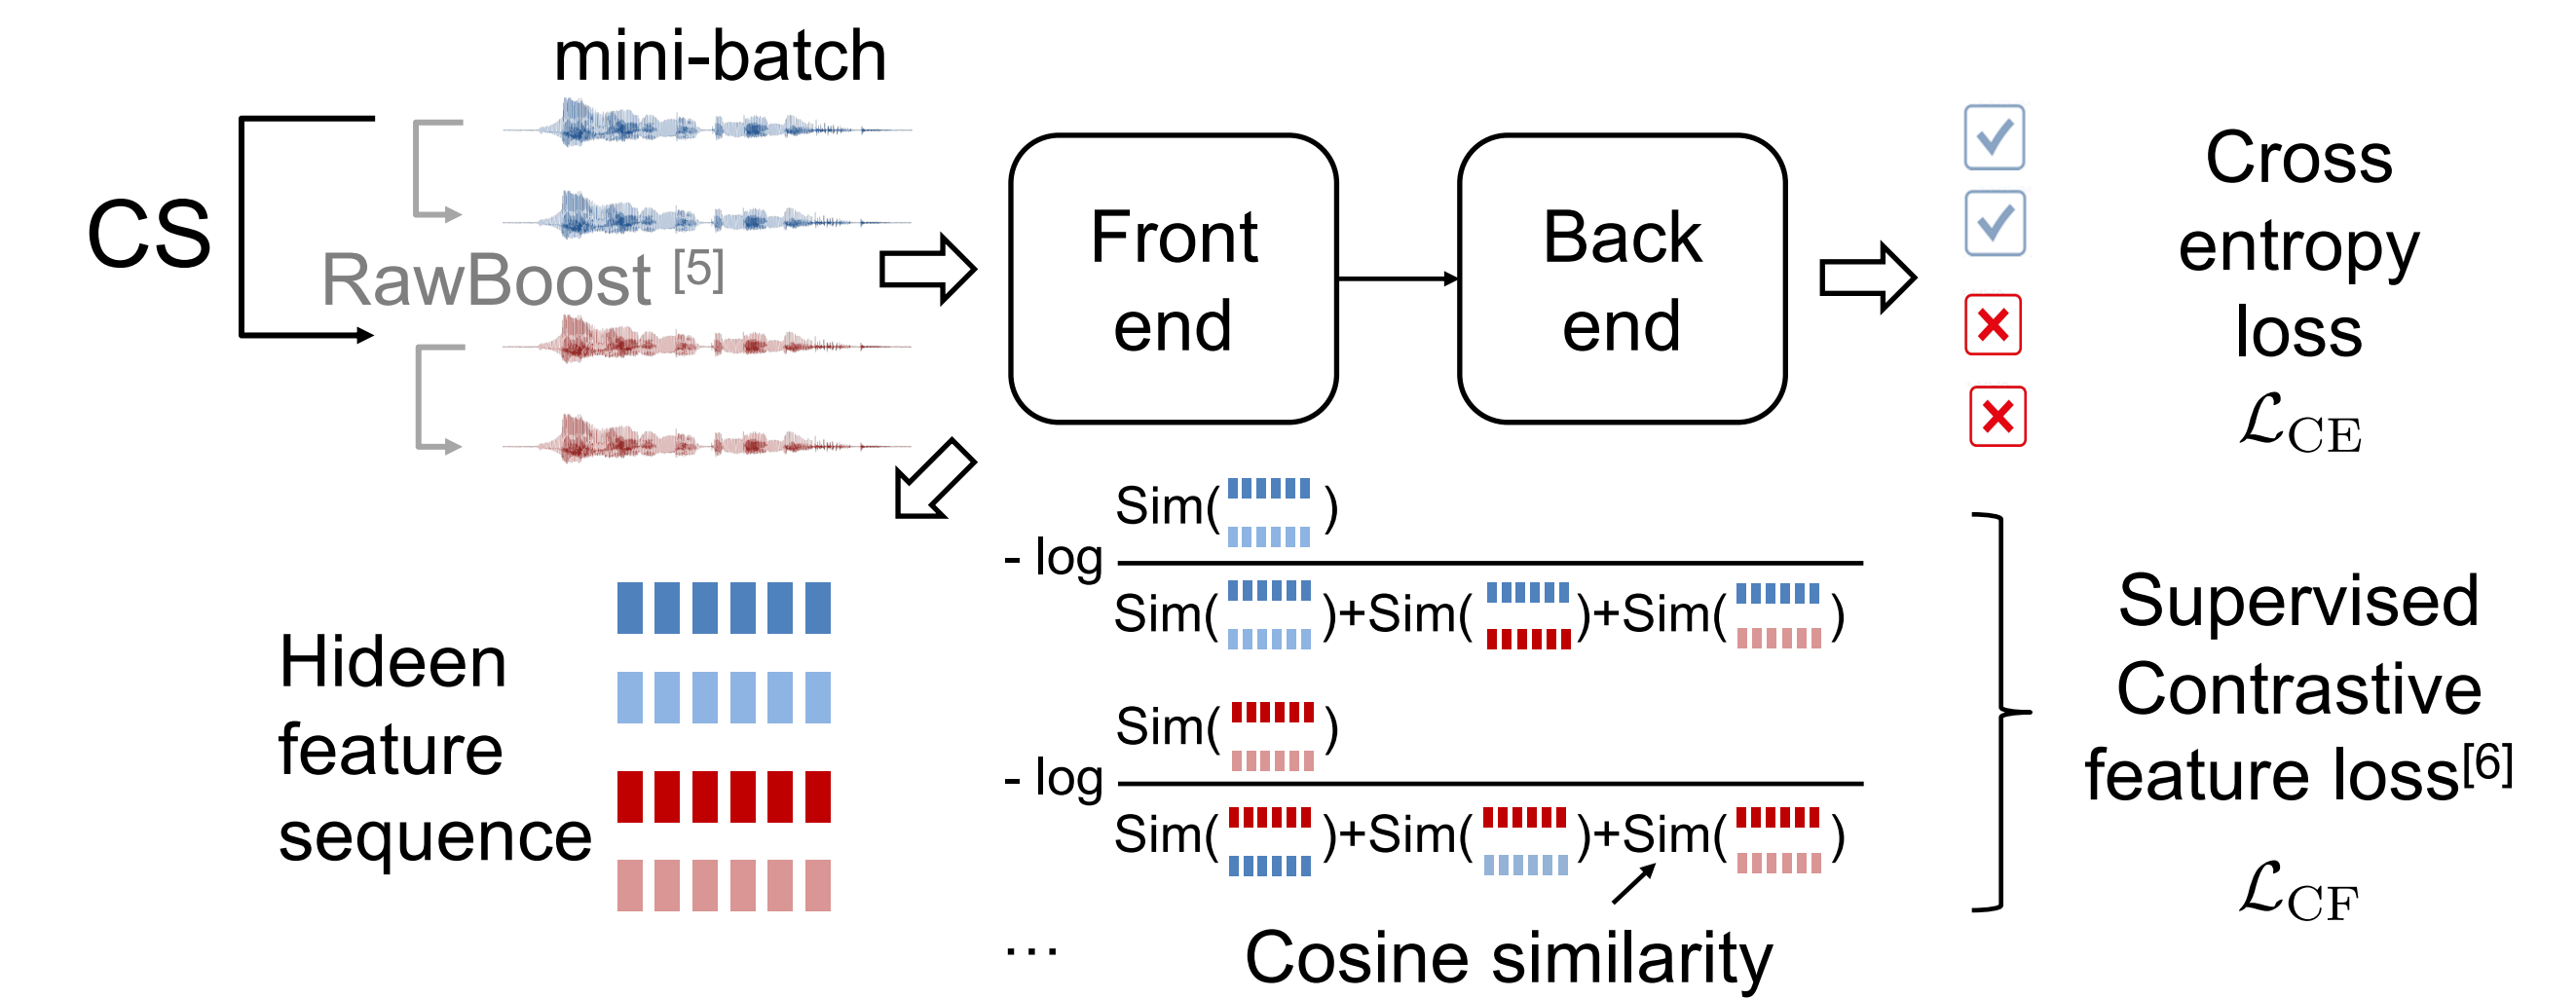 mini-batch
CS
RawBoost [5]
Front
end
Back
end
Cross
entropy
loss
ℒCE
Hideen
feature
sequence
Sim( )
- log
Sim( )+Sim( )+Sim( )
Sim( )
- log
Sim( )+Sim( )+Sim( )
...
Cosine similarity
Supervised
Contrastive
feature loss[6]
ℒCF